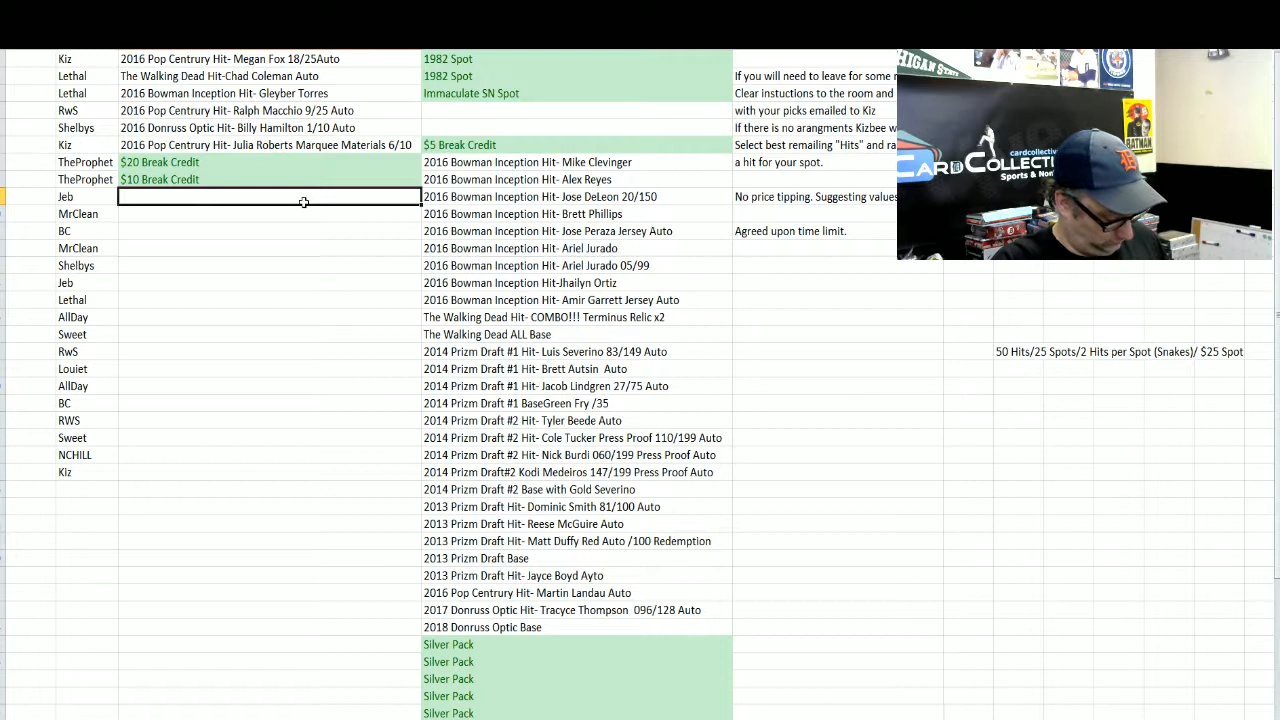 Kiz 2016 Pop Centrury Hit- Megan Fox 18/25Auto 1982 Spot
Lethal The Walking Dead Hit-Chad Coleman Auto 1982 Spot If you will need to leave for some
Lethal 2016 Bowman Inception Hit- Gleyber Torres Immaculate SN Spot Clear instuctions to the room and
RwS 2016 Pop Centrury Hit- Ralph Macchio 9/25 Auto with your picks emailed to Kiz
Shelbys 2016 Donruss Optic Hit- Billy Hamilton 1/10 Auto If there is no arangments Kizbee w
Kiz 2016 Pop Centrury Hit- Julia Roberts Marquee Materials 6/10 $5 Break Credit Select best remailing "Hits" and ra
TheProphet $20 Break Credit 2016 Bowman Inception Hit- Mike Clevinger a hit for your spot.
TheProphet $10 Break Credit 2016 Bowman Inception Hit- Alex Reyes
Jeb 2016 Bowman Inception Hit- Jose DeLeon 20/150 No price tipping. Suggesting values
MrClean 2016 Bowman Inception Hit- Brett Phillips
BC 2016 Bowman Inception Hit- Jose Peraza Jersey Auto Agreed upon time limit.
MrClean 2016 Bowman Inception Hit- Ariel Jurado
Shelbys 2016 Bowman Inception Hit- Ariel Jurado 05/99
Jeb 2016 Bowman Inception Hit-Jhailyn Ortiz
Lethal 2016 Bowman Inception Hit- Amir Garrett Jersey Auto
AllDay The Walking Dead Hit- COMBO!!! Terminus Relic x2
Sweet The Walking Dead ALL Base
RwS 2014 Prizm Draft #1 Hit- Luis Severino 83/149 Auto 50 Hits/25 Spots/2 Hits per Spot (Snakes)/ $25 Spot
Louiet 2014 Prizm Draft #1 Hit- Brett Autsin Auto
AllDay 2014 Prizm Draft #1 Hit- Jacob Lindgren 27/75 Auto
BC 2014 Prizm Draft #1 BaseGreen Fry /35
RWS 2014 Prizm Draft #2 Hit- Tyler Beede Auto
Sweet 2014 Prizm Draft #2 Hit- Cole Tucker Press Proof 110/199 Auto
NCHILL 2014 Prizm Draft #2 Hit- Nick Burdi 060/199 Press Proof Auto
Kiz 2014 Prizm Draft#2 Kodi Medeiros 147/199 Press Proof Auto
2014 Prizm Draft #2 Base with Gold Severino
2013 Prizm Draft Hit- Dominic Smith 81/100 Auto
2013 Prizm Draft Hit- Reese McGuire Auto
2013 Prizm Draft Hit- Matt Duffy Red Auto /100 Redemption
2013 Prizm Draft Base
2013 Prizm Draft Hit- Jayce Boyd Ayto
2016 Pop Centrury Hit- Martin Landau Auto
2017 Donruss Optic Hit- Tracyce Thompson 096/128 Auto
2018 Donruss Optic Base
Silver Pack
Silver Pack
Silver Pack
Silver Pack
Silver Pack
HIGAN STATE
BATMAN
cardcollective
CARDCOLLECTI
Sports & Non